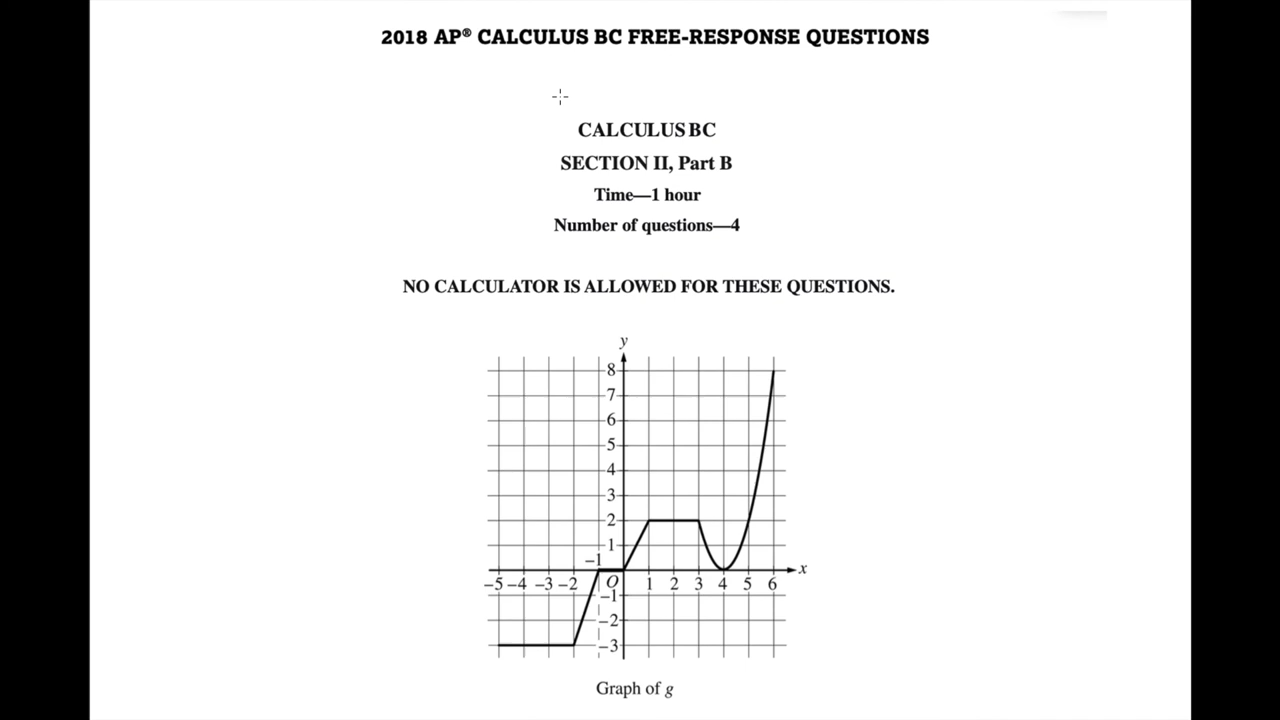 2018 AP® CALCULUS BC FREE-RESPONSE QUESTIONS
CALCULUS BC
SECTION II, Part B
Time—1 hour
Number of questions—4
NO CALCULATOR IS ALLOWED FOR THESE QUESTIONS.
y
8
7
6
5
4
3
2
1
−1
x
−5 −4 −3 −2 O 1 2 3 4 5 6
−1
−2
−3
Graph of g